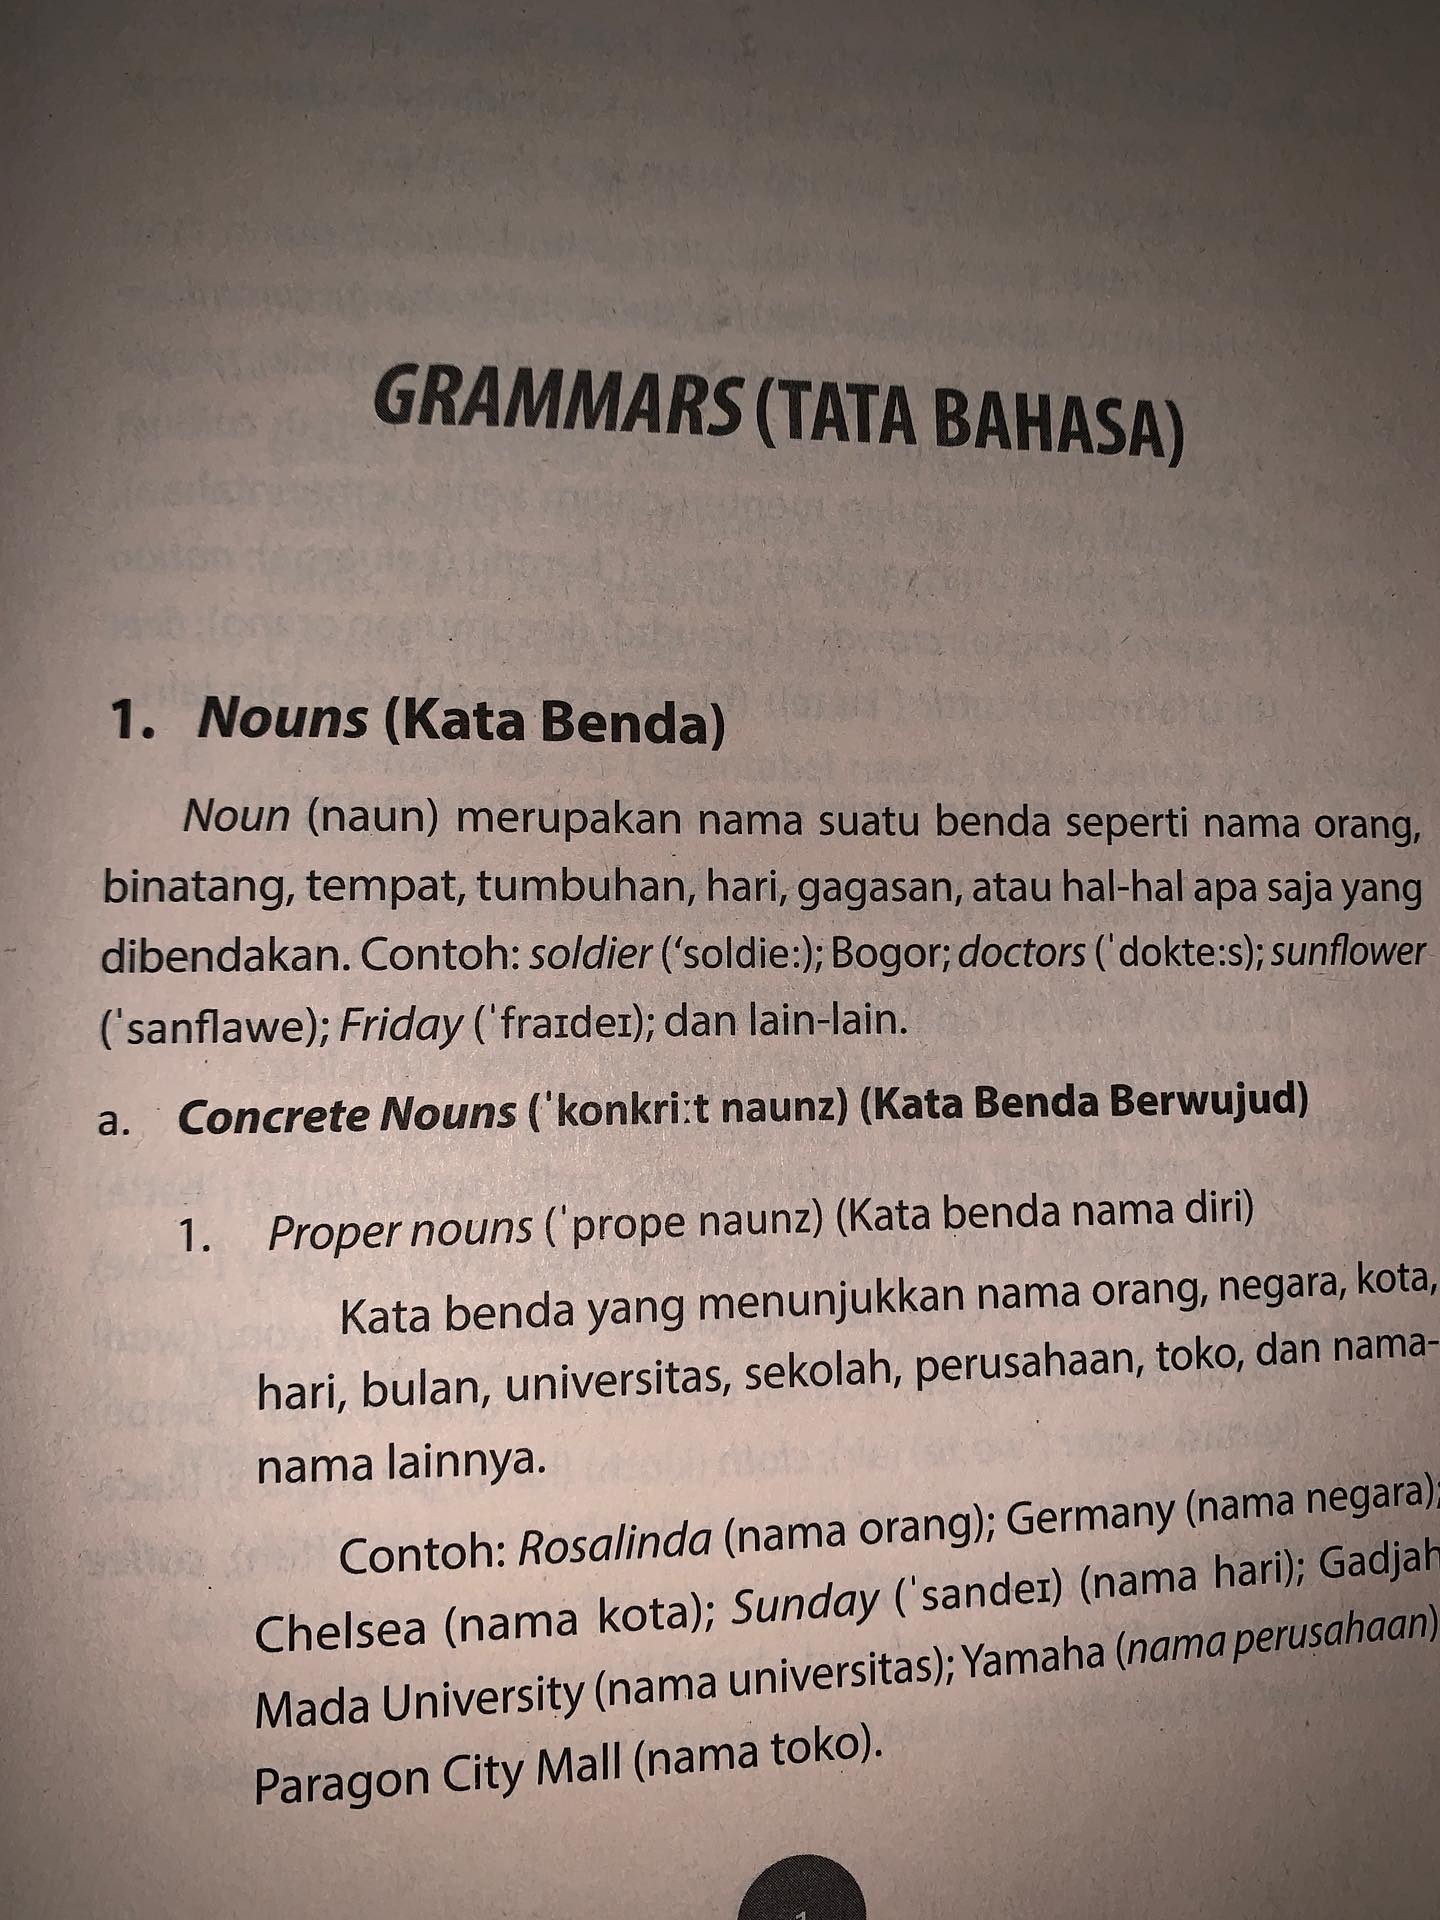 GRAMMARS (TATA BAHASA)
1. Nouns (Kata Benda)
Noun (naun) merupakan nama suatu benda seperti nama orang,
binatang, tempat, tumbuhan, hari, gagasan, atau hal-hal apa saja yang
dibendakan. Contoh: soldier (‘soldie:); Bogor; doctors (ˈdokte:s); sunflower
(ˈsanflawe); Friday (ˈfraɪdeɪ); dan lain-lain.
a. Concrete Nouns (ˈkonkri:t naunz) (Kata Benda Berwujud)
1. Proper nouns (ˈprope naunz) (Kata benda nama diri)
Kata benda yang menunjukkan nama orang, negara, kota,
hari, bulan, universitas, sekolah, perusahaan, toko, dan nama-
nama lainnya.
Contoh: Rosalinda (nama orang); Germany (nama negara);
Chelsea (nama kota); Sunday (ˈsandeɪ) (nama hari); Gadjah
Mada University (nama universitas); Yamaha (nama perusahaan)
Paragon City Mall (nama toko).
1